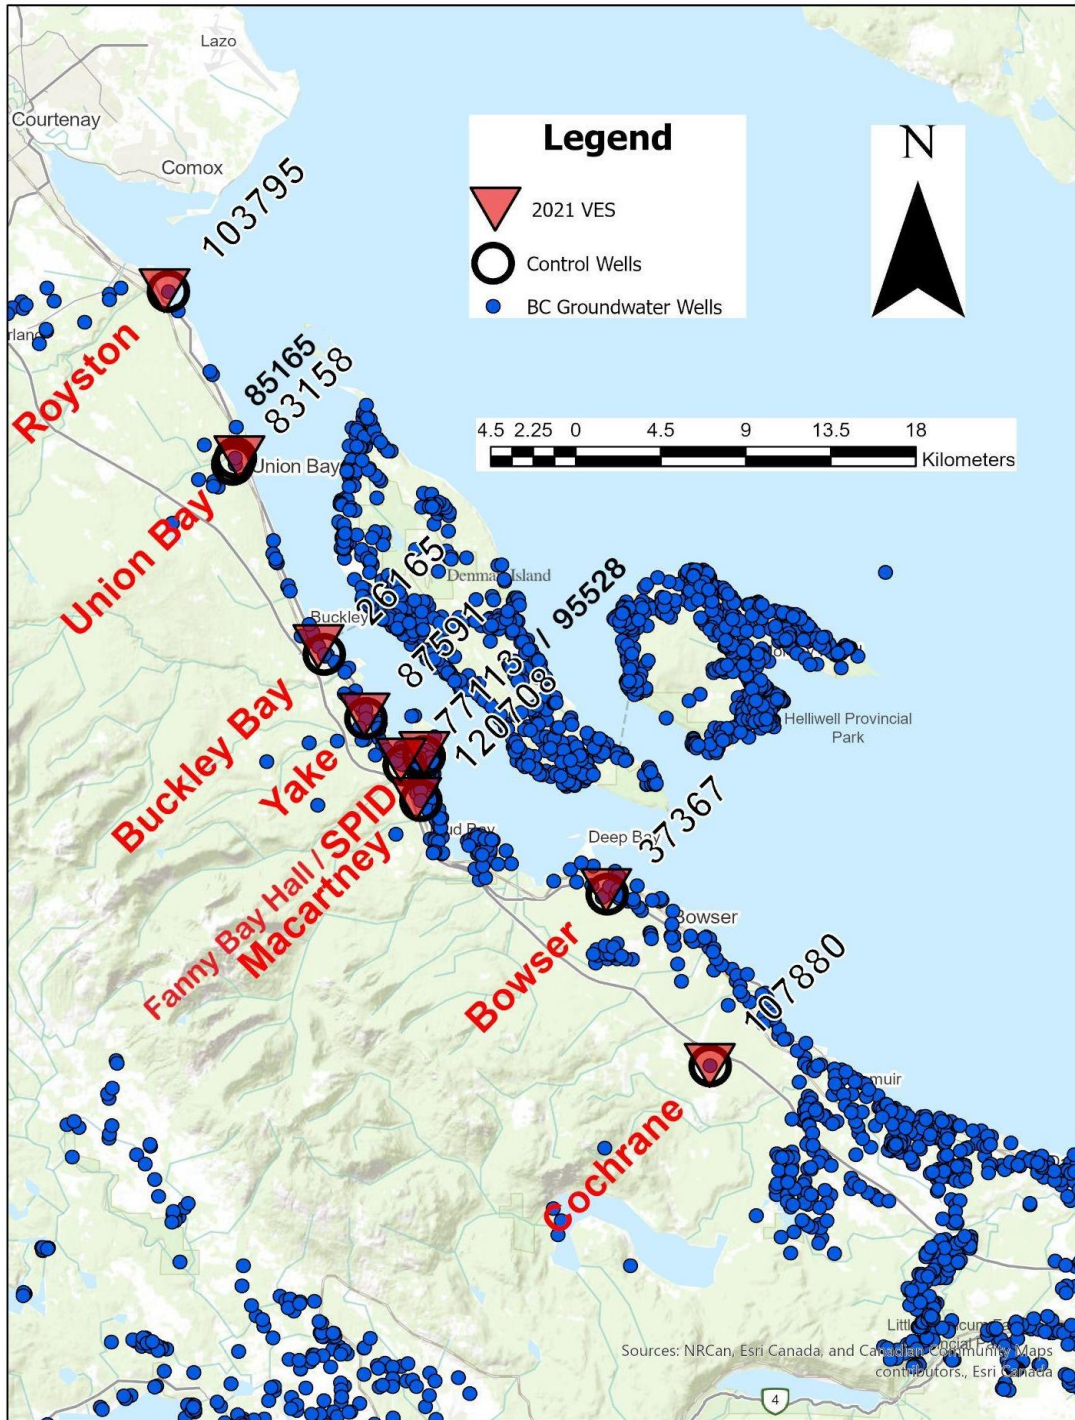 Lazo
Courtenay
Comox
103795
Legend
2021 VES
Control Wells
BC Groundwater Wells
N
Royston
85165
83158
4.5 2.25 0 4.5 9 13.5 18
Kilometers
Union Bay
Union Bay
26165
Denman Island
Buckley
87591
77113 / 95528
120708
Helliwell Provincial
Park
Buckley Bay
Yake
Fanny Bay Hall / SPID
Macartney
37367
Deep Bay
Bowser
Bowser
107880
Cochrane
Sources: NRCan, Esri Canada, and Canadian Community Maps
contributors., Esri Canada
4